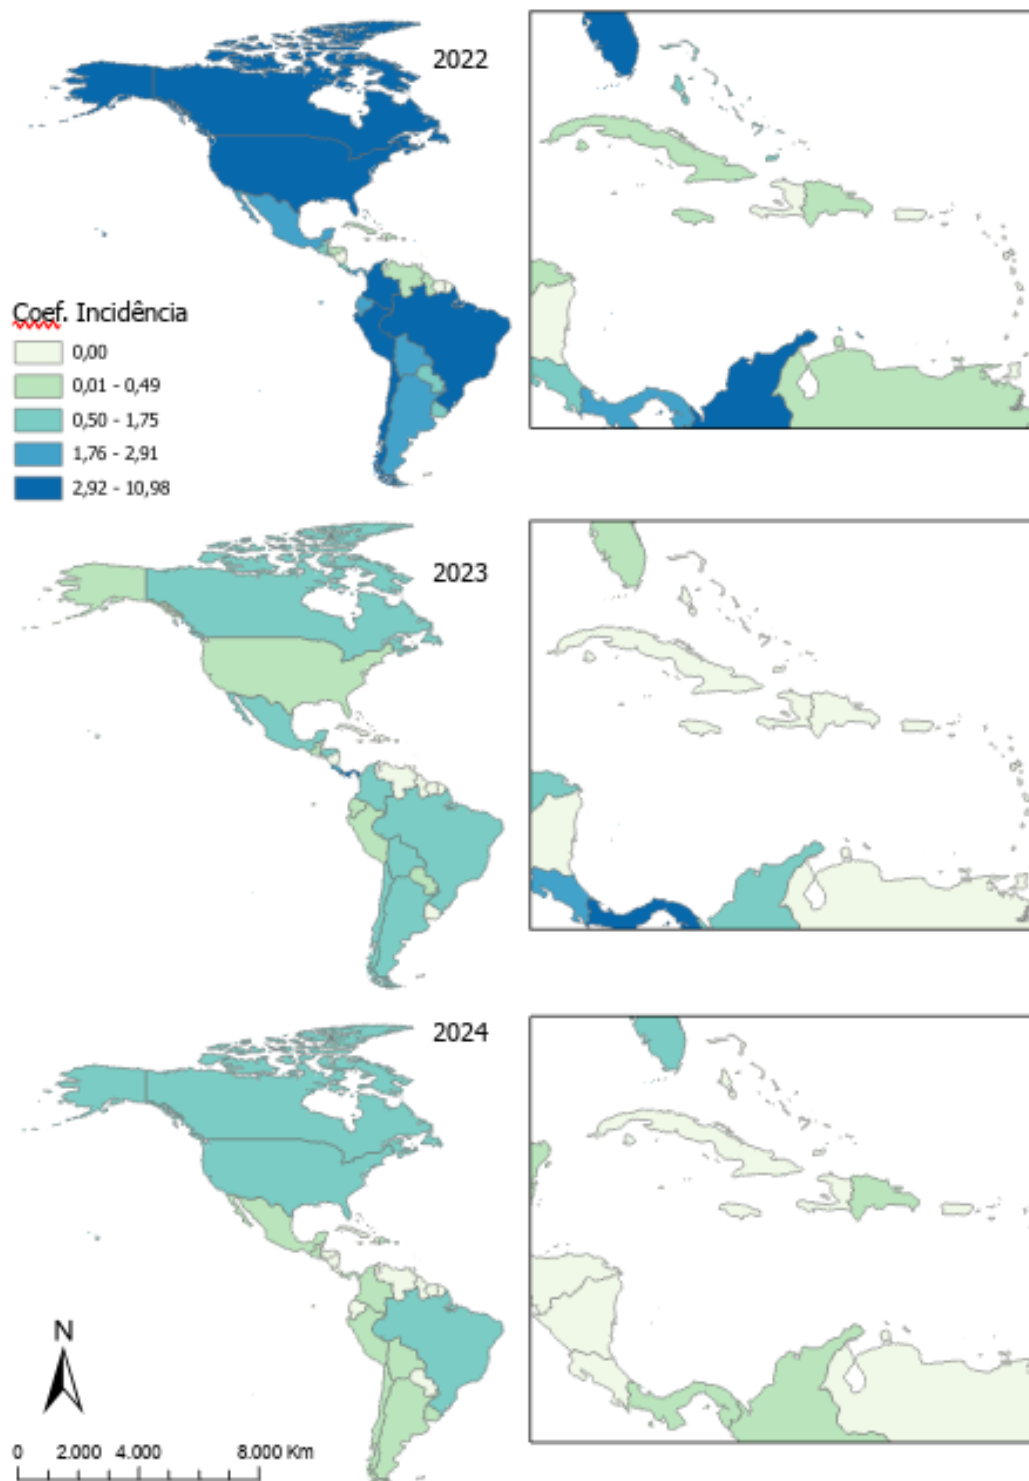 2022
Coef. Incidência
0,00
0,01 - 0,49
0,50 - 1,75
1,76 - 2,91
2,92 - 10,98
2023
2024
N
0 2.000 4.000 8.000 Km